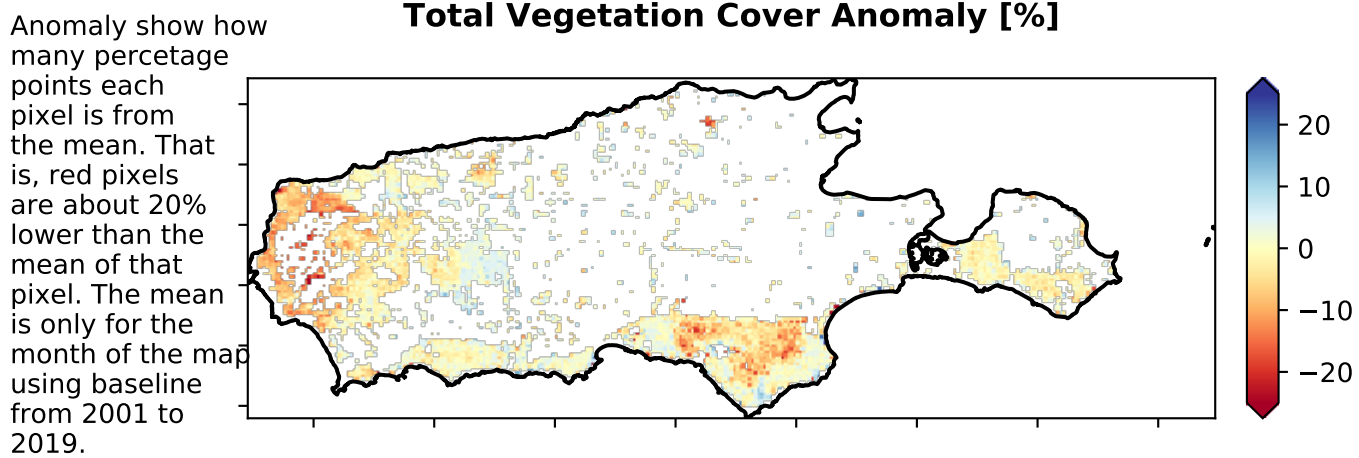 Total Vegetation Cover Anomaly [%]
Anomaly show how
many percetage
points each
pixel is from
the mean. That
is, red pixels
are about 20%
lower than the
mean of that
pixel. The mean
is only for the
month of the map
using baseline
from 2001 to
2019.
20
10
0
−10
−20